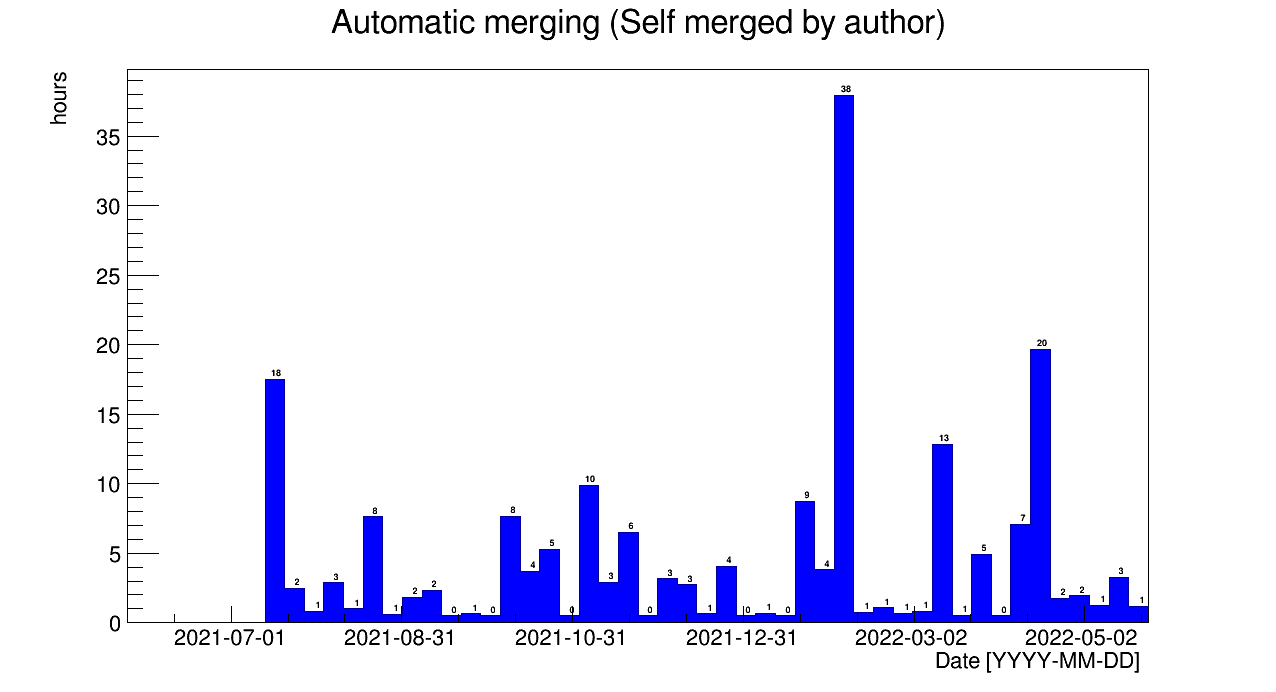 Automatic merging (Self merged by author)
hours
35
30
25
20
15
10
5
0
18 2 1 3 1 8 1 2 2 0 1 0 8 4 5 0 10 3 6 0 3 3 1 4 0 1 0 9 4 38 1 1 1 1 13 1 5 0 7 20 2 2 1 3 1
2021-07-01 2021-08-31 2021-10-31 2021-12-31 2022-03-02 2022-05-02
Date [YYYY-MM-DD]